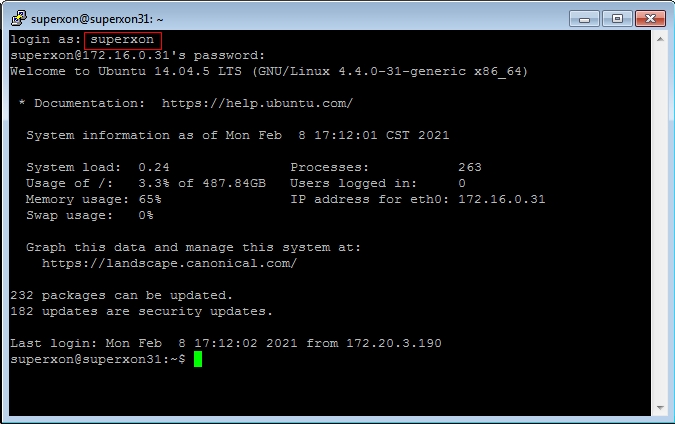 superxon@superxon31: ~
login as: superxon
superxon@172.16.0.31's password:
Welcome to Ubuntu 14.04.5 LTS (GNU/Linux 4.4.0-31-generic x86_64)
* Documentation:  https://help.ubuntu.com/
System information as of Mon Feb  8 17:12:01 CST 2021
System load:  0.24               Processes:           263
Usage of /:   3.3% of 487.84GB   Users logged in:     0
Memory usage: 65%                IP address for eth0: 172.16.0.31
Swap usage:   0%
Graph this data and manage this system at:
https://landscape.canonical.com/
232 packages can be updated.
182 updates are security updates.
Last login: Mon Feb  8 17:12:02 2021 from 172.20.3.190
superxon@superxon31:~$